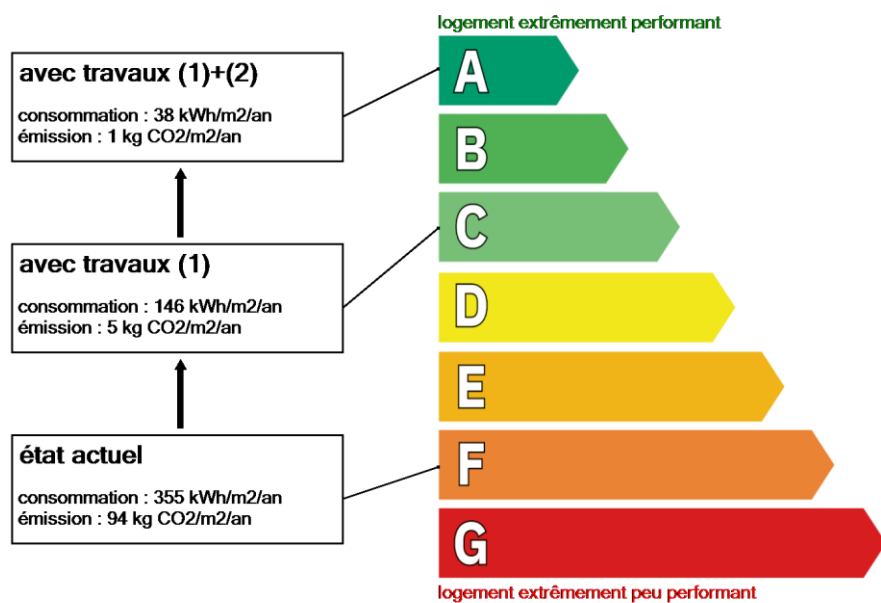 logement extrêmement performant
avec travaux (1)+(2)
consommation : 38 kWh/m2/an
émission : 1 kg CO2/m2/an
avec travaux (1)
consommation : 146 kWh/m2/an
émission : 5 kg CO2/m2/an
état actuel
consommation : 355 kWh/m2/an
émission : 94 kg CO2/m2/an
A
B
C
D
E
F
G
logement extrêmement peu performant